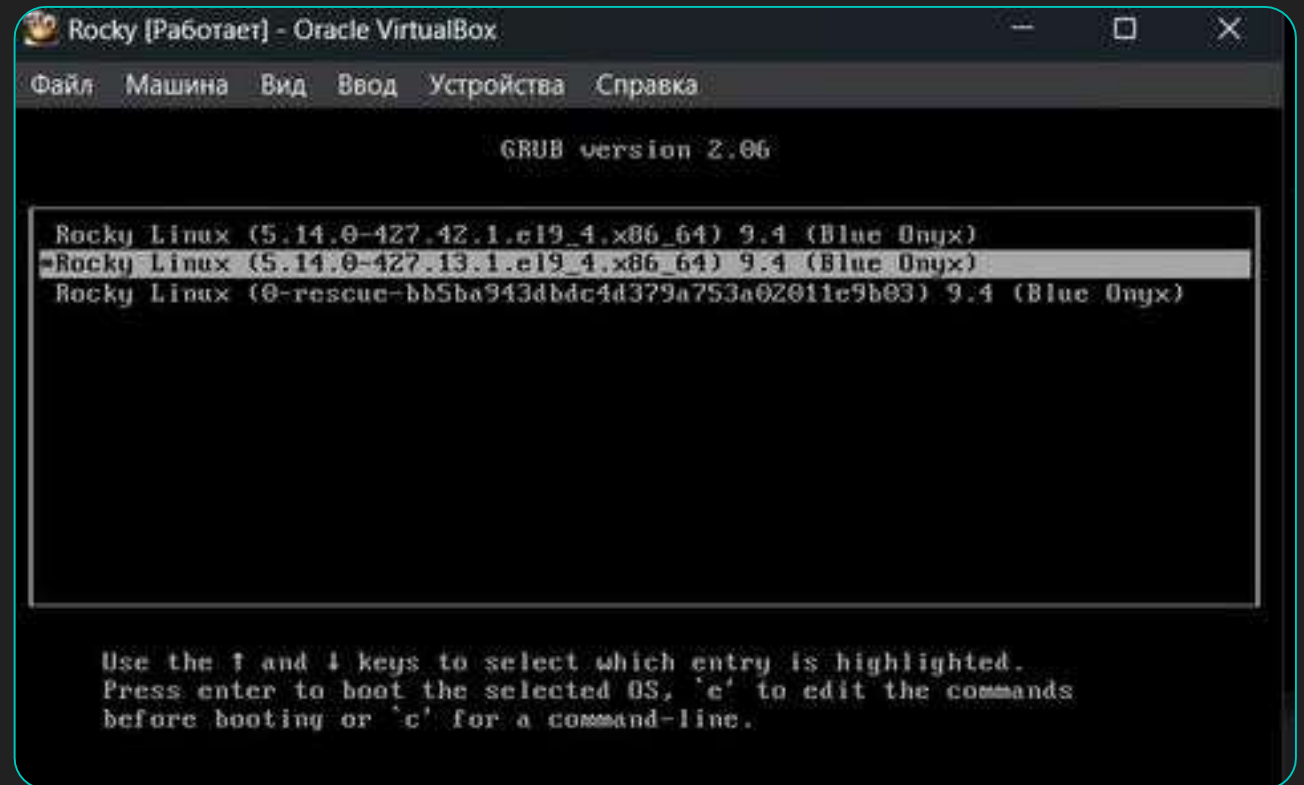 Rocky [Работает] - Oracle VirtualBox
Файл Машина Вид Ввод Устройства Справка
GRUB version 2.06
Rocky Linux (5.14.0-427.42.1.el9_4.x86_64) 9.4 (Blue Onyx)
*Rocky Linux (5.14.0-427.13.1.el9_4.x86_64) 9.4 (Blue Onyx)
Rocky Linux (0-rescue-bb5ba943dbdc4d379a753a02011e9b03) 9.4 (Blue Onyx)
Use the ↑ and ↓ keys to select which entry is highlighted.
Press enter to boot the selected OS, `e' to edit the commands
before booting or `c' for a command-line.